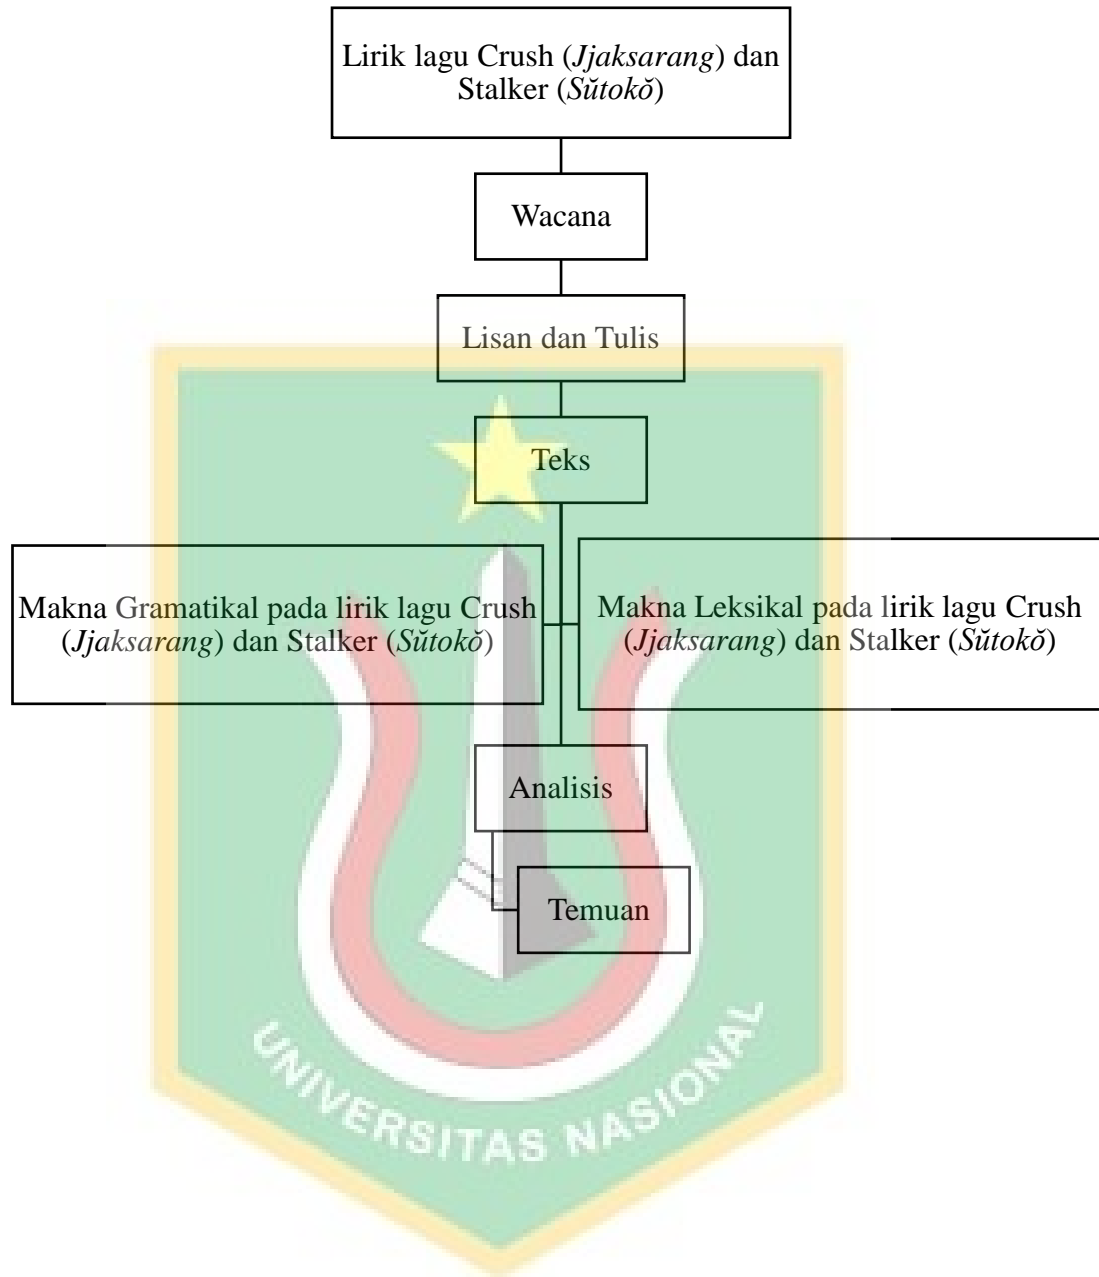 Lirik lagu Crush (Jjaksarang) dan
Stalker (Sŭtokŏ)
Wacana
Lisan dan Tulis
Teks
Makna Gramatikal pada lirik lagu Crush
(Jjaksarang) dan Stalker (Sŭtokŏ)
Makna Leksikal pada lirik lagu Crush
(Jjaksarang) dan Stalker (Sŭtokŏ)
Analisis
Temuan
UNIVERSITAS NASIONAL